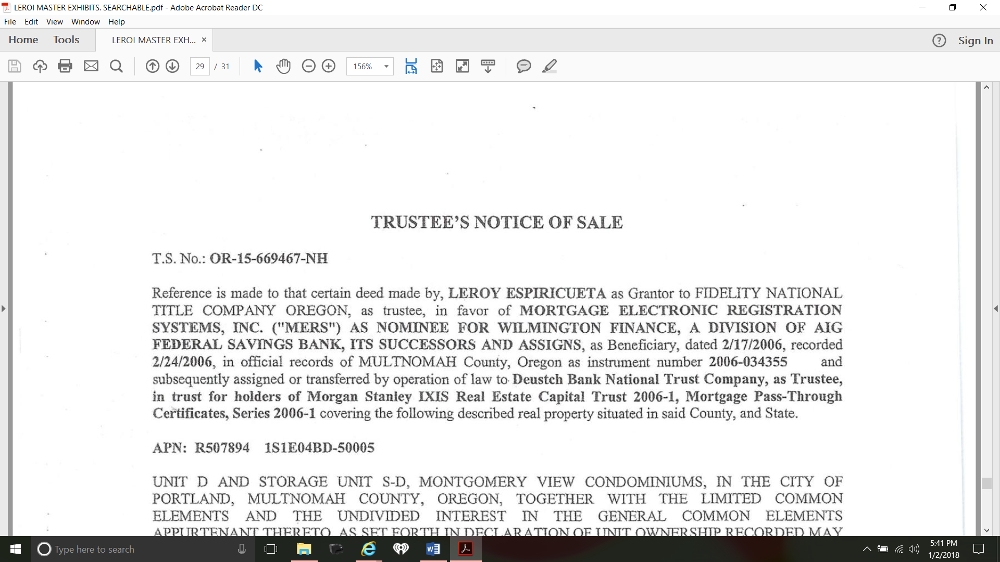 LEROI MASTER EXHIBITS. SEARCHABLE.pdf - Adobe Acrobat Reader DC
File Edit View Window Help
Home Tools LEROI MASTER EXH... × ? Sign In
29 / 31 156%
TRUSTEE'S NOTICE OF SALE
T.S. No.: OR-15-669467-NH
Reference is made to that certain deed made by, LEROY ESPIRICUETA as Grantor to FIDELITY NATIONAL
TITLE COMPANY OREGON, as trustee, in favor of MORTGAGE ELECTRONIC REGISTRATION
SYSTEMS, INC. ("MERS") AS NOMINEE FOR WILMINGTON FINANCE, A DIVISION OF AIG
FEDERAL SAVINGS BANK, ITS SUCCESSORS AND ASSIGNS, as Beneficiary, dated 2/17/2006, recorded
2/24/2006, in official records of MULTNOMAH County, Oregon as instrument number 2006-034355 and
subsequently assigned or transferred by operation of law to Deustch Bank National Trust Company, as Trustee,
in trust for holders of Morgan Stanley IXIS Real Estate Capital Trust 2006-1, Mortgage Pass-Through
Certificates, Series 2006-1 covering the following described real property situated in said County, and State.
APN: R507894 1S1E04BD-50005
UNIT D AND STORAGE UNIT S-D, MONTGOMERY VIEW CONDOMINIUMS, IN THE CITY OF
PORTLAND, MULTNOMAH COUNTY, OREGON, TOGETHER WITH THE LIMITED COMMON
ELEMENTS AND THE UNDIVIDED INTEREST IN THE GENERAL COMMON ELEMENTS
APPURTENANT THERETO, AS SET FORTH IN DECLARATION OF UNIT OWNERSHIP RECORDED MAY
Type here to search
5:41 PM
1/2/2018